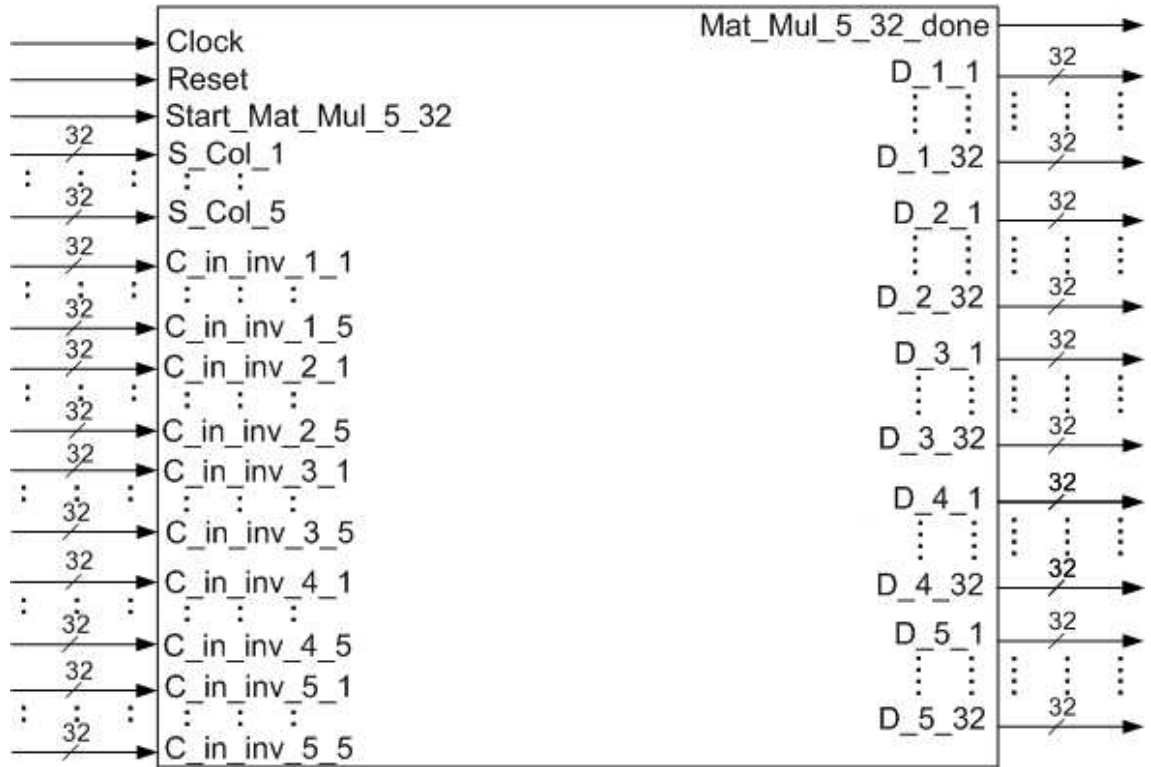 Clock
Reset
Start_Mat_Mul_5_32
32 S_Col_1
32 S_Col_5
32 C_in_inv_1_1
32 C_in_inv_1_5
32 C_in_inv_2_1
32 C_in_inv_2_5
32 C_in_inv_3_1
32 C_in_inv_3_5
32 C_in_inv_4_1
32 C_in_inv_4_5
32 C_in_inv_5_1
32 C_in_inv_5_5
Mat_Mul_5_32_done
D_1_1 32
D_1_32 32
D_2_1 32
D_2_32 32
D_3_1 32
D_3_32 32
D_4_1 32
D_4_32 32
D_5_1 32
D_5_32 32